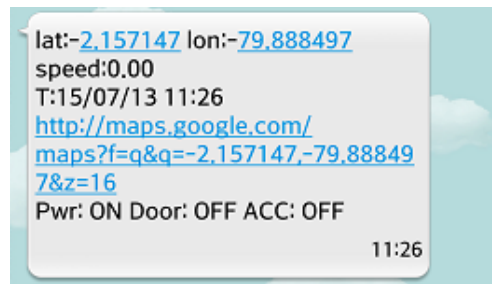 lat:-2.157147 lon:-79.888497
speed:0.00
T:15/07/13 11:26
http://maps.google.com/
maps?f=q&q=-2.157147,-79.88849
7&z=16
Pwr: ON Door: OFF ACC: OFF
11:26